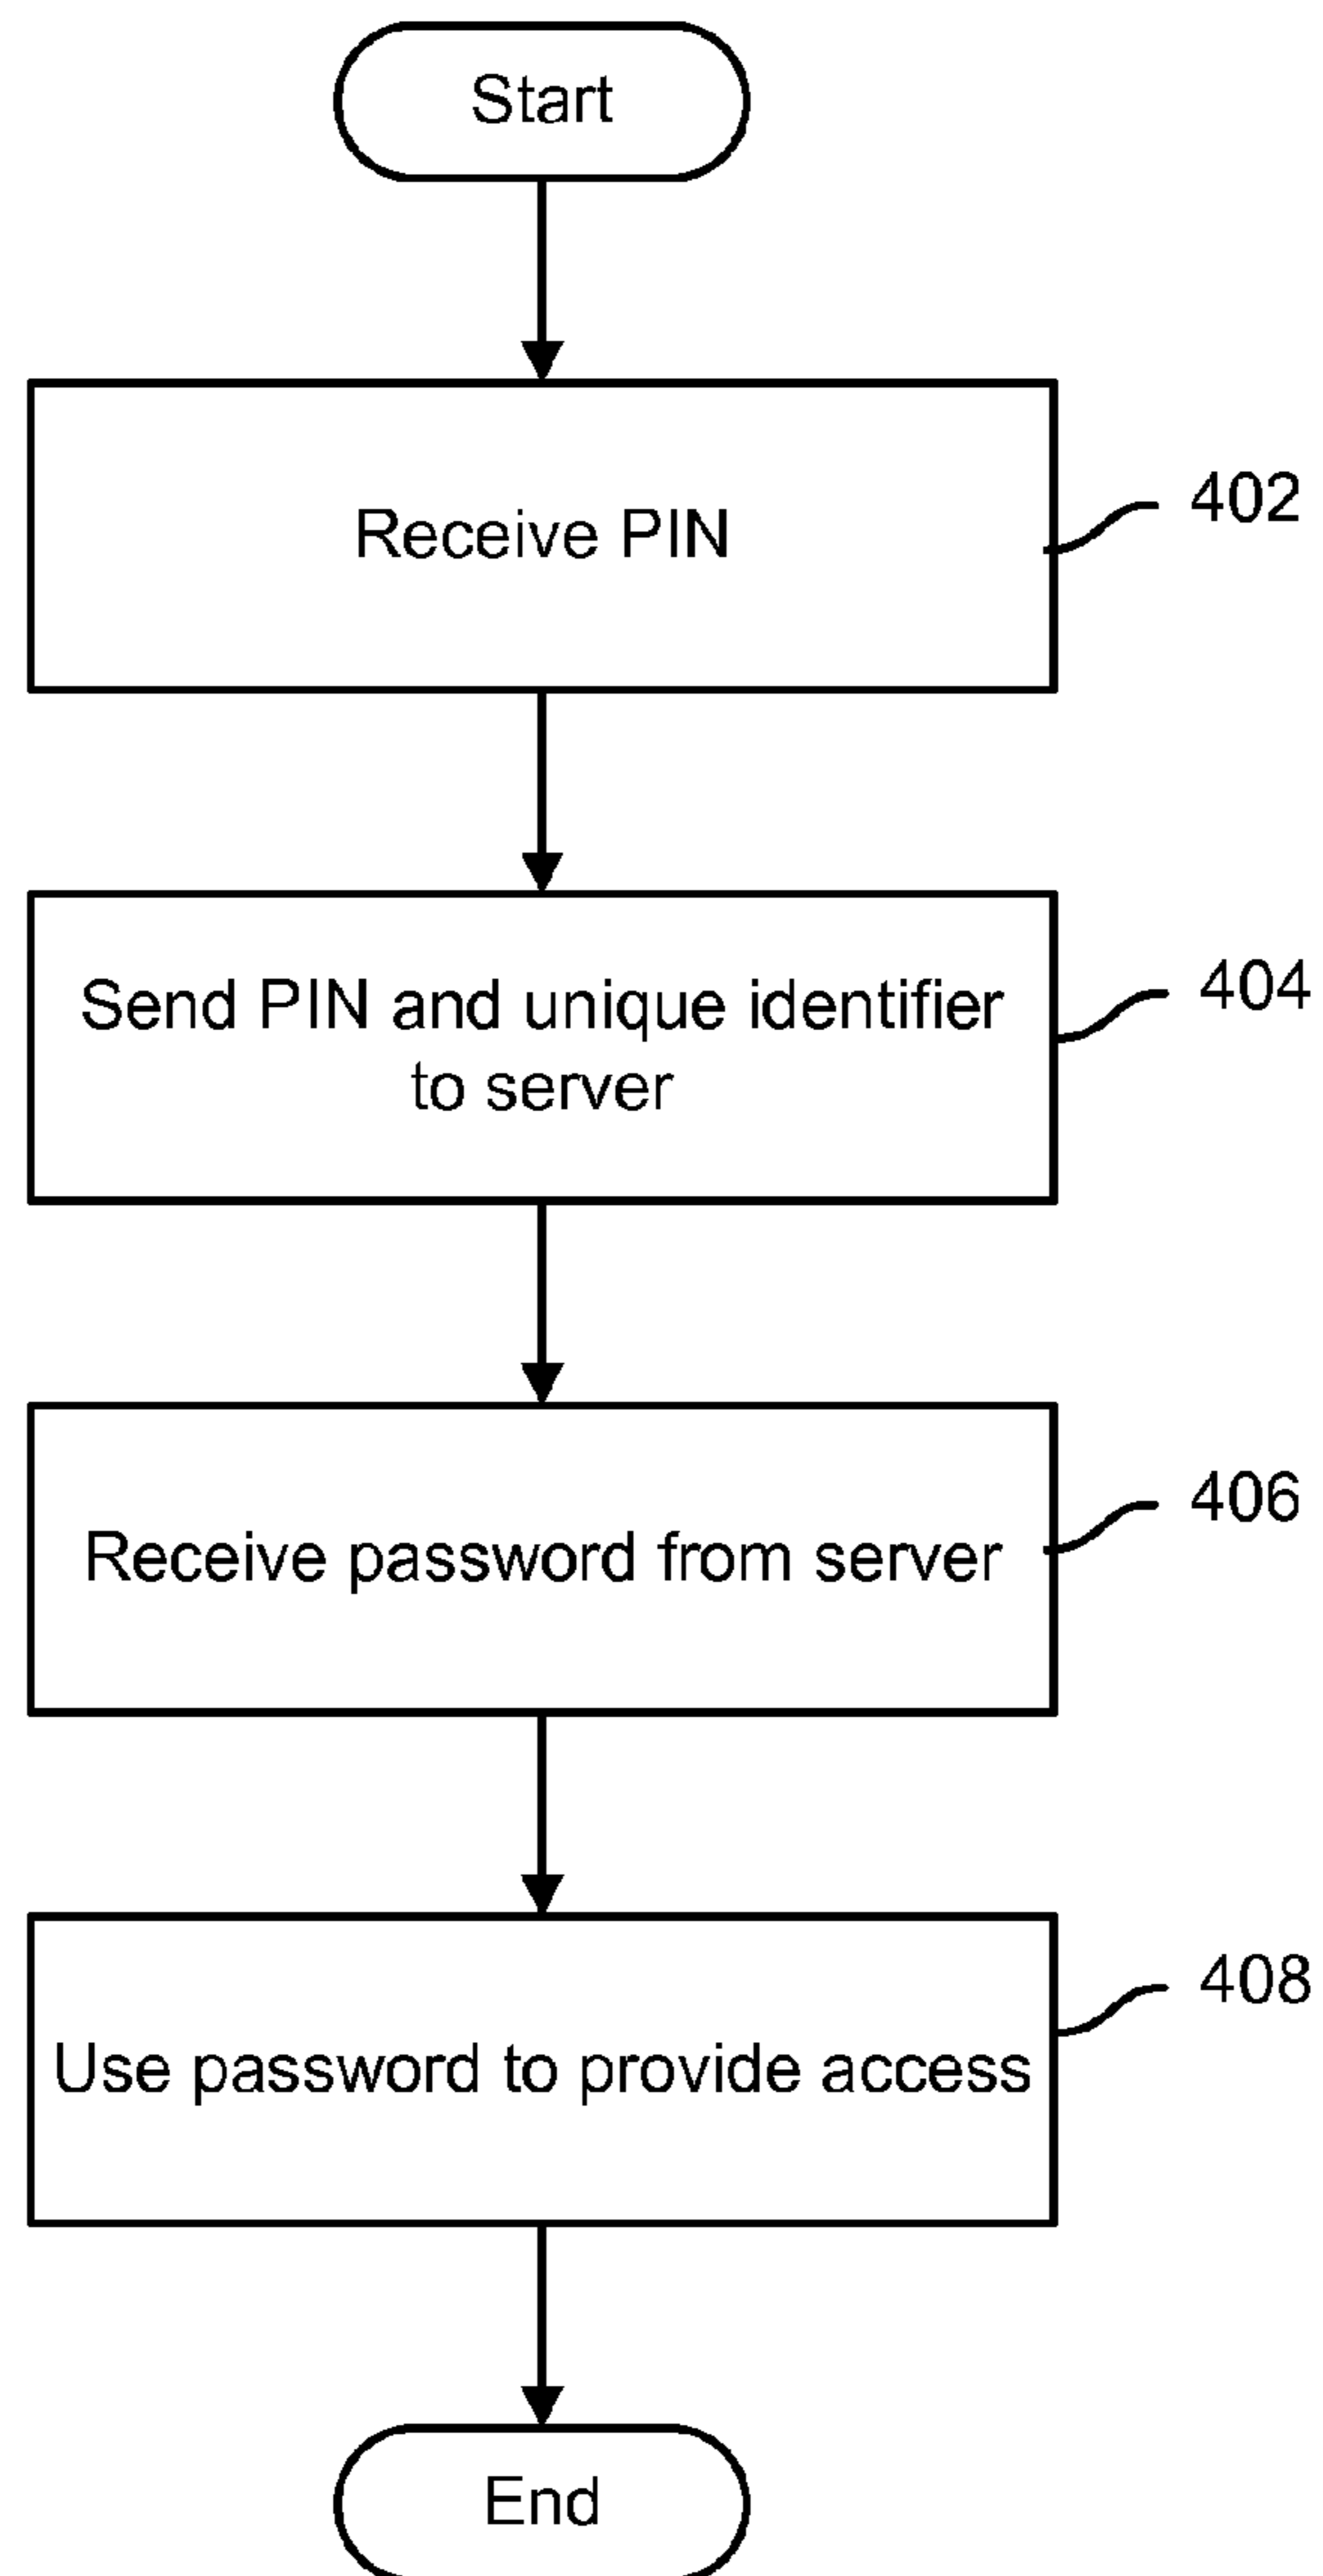 Start
Receive PIN
402
Send PIN and unique identifier
to server
404
Receive password from server
406
Use password to provide access
408
End